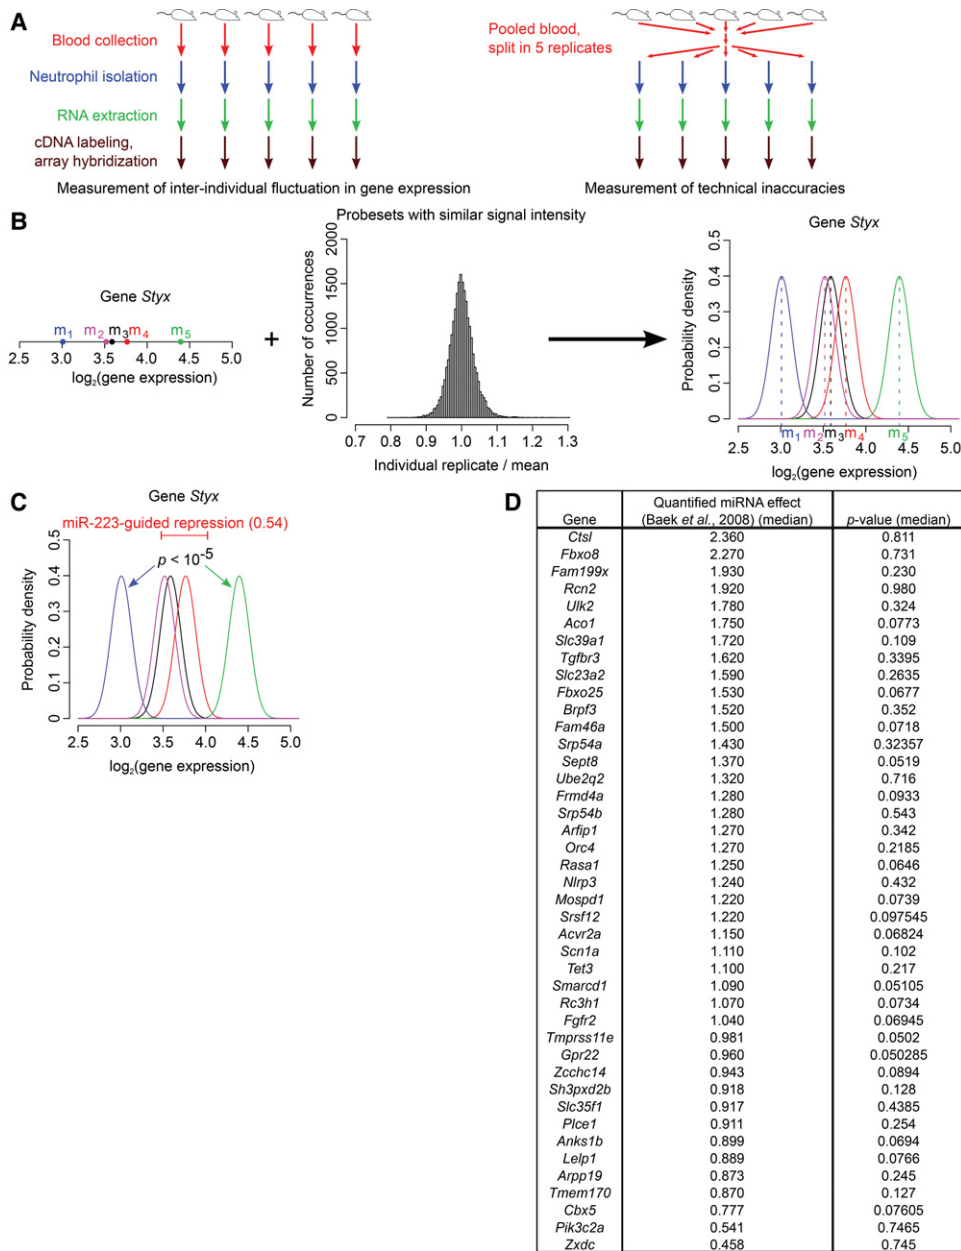 A
Blood collection
Neutrophil isolation
RNA extraction
cDNA labeling,
array hybridization
Measurement of inter-individual fluctuation in gene expression
Pooled blood,
split in 5 replicates
Measurement of technical inaccuracies
B
Gene Styx
m1 m2 m3 m4 m5
2.5 3.0 3.5 4.0 4.5 5.0
log2(gene expression)
+
Probesets with similar signal intensity
Number of occurrences
0 500 1000 1500 2000
0.7 0.8 0.9 1.0 1.1 1.2 1.3
Individual replicate / mean
Gene Styx
Probability density
0 0.1 0.2 0.3 0.4 0.5
m1 m2 m3 m4 m5
2.5 3.0 3.5 4.0 4.5 5.0
log2(gene expression)
C
Gene Styx
miR-223-guided repression (0.54)
p < 10-5
Probability density
0 0.1 0.2 0.3 0.4 0.5
2.5 3.0 3.5 4.0 4.5 5.0
log2(gene expression)
D
Gene Quantified miRNA effect (Baek et al., 2008) (median) p-value (median)
Ctsl 2.360 0.811
Fbxo8 2.270 0.731
Fam199x 1.930 0.230
Rcn2 1.920 0.980
Ulk2 1.780 0.324
Aco1 1.750 0.0773
Slc39a1 1.720 0.109
Tgfbr3 1.620 0.3395
Slc23a2 1.590 0.2635
Fbxo25 1.530 0.0677
Brpf3 1.520 0.352
Fam46a 1.500 0.0718
Srp54a 1.430 0.32357
Sept8 1.370 0.0519
Ube2q2 1.320 0.716
Frmd4a 1.280 0.0933
Srp54b 1.280 0.543
Arfip1 1.270 0.342
Orc4 1.270 0.2185
Rasa1 1.250 0.0646
Nlrp3 1.240 0.432
Mospd1 1.220 0.0739
Srsf12 1.220 0.097545
Acvr2a 1.150 0.06824
Scn1a 1.110 0.102
Tet3 1.100 0.217
Smarcd1 1.090 0.05105
Rc3h1 1.070 0.0734
Fgfr2 1.040 0.06945
Tmprss11e 0.981 0.0502
Gpr22 0.960 0.050285
Zcchc14 0.943 0.0894
Sh3pxd2b 0.918 0.128
Slc35f1 0.917 0.4385
Plce1 0.911 0.254
Anks1b 0.899 0.0694
Lelp1 0.889 0.0766
Arpp19 0.873 0.245
Tmem170 0.870 0.127
Cbx5 0.777 0.07605
Pik3c2a 0.541 0.7465
Zxdc 0.458 0.745